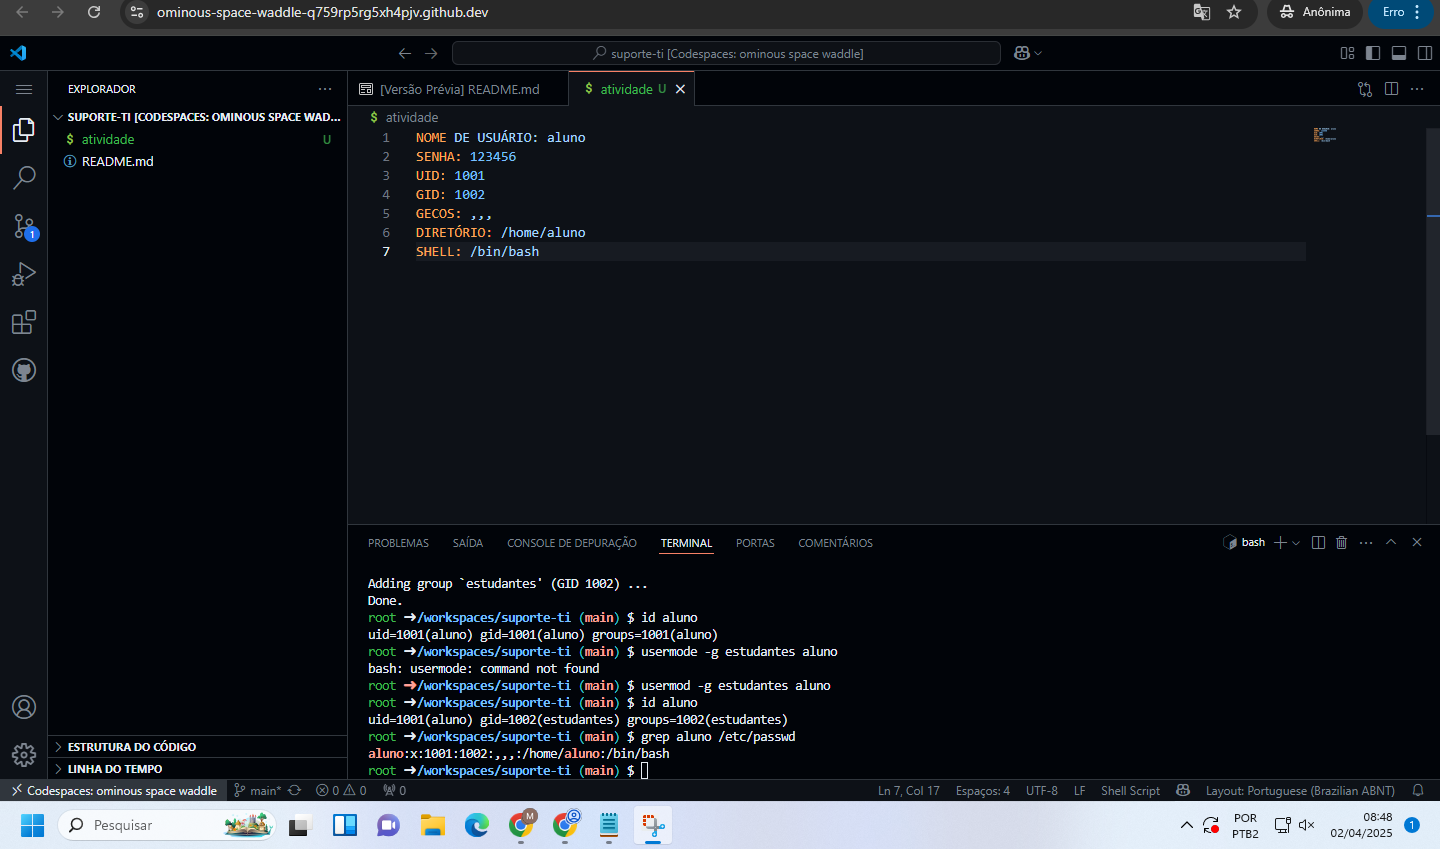 ominous-space-waddle-q759rp5rg5xh4pjv.github.dev
Anônima
Erro
suporte-ti [Codespaces: ominous space waddle]
EXPLORADOR
SUPORTE-TI [CODESPACES: OMINOUS SPACE WAD...
$ atividade U
README.md
1
[Versão Prévia] README.md
$ atividade U
$ atividade
1 NOME DE USUÁRIO: aluno
2 SENHA: 123456
3 UID: 1001
4 GID: 1002
5 GECOS: ,,,
6 DIRETÓRIO: /home/aluno
7 SHELL: /bin/bash
PROBLEMAS SAÍDA CONSOLE DE DEPURAÇÃO TERMINAL PORTAS COMENTÁRIOS
bash
Adding group `estudantes' (GID 1002) ...
Done.
root ➜/workspaces/suporte-ti (main) $ id aluno
uid=1001(aluno) gid=1001(aluno) groups=1001(aluno)
root ➜/workspaces/suporte-ti (main) $ usermode -g estudantes aluno
bash: usermode: command not found
root ➜/workspaces/suporte-ti (main) $ usermod -g estudantes aluno
root ➜/workspaces/suporte-ti (main) $ id aluno
uid=1001(aluno) gid=1002(estudantes) groups=1002(estudantes)
root ➜/workspaces/suporte-ti (main) $ grep aluno /etc/passwd
aluno:x:1001:1002:,,,:/home/aluno:/bin/bash
root ➜/workspaces/suporte-ti (main) $
ESTRUTURA DO CÓDIGO
LINHA DO TEMPO
Codespaces: ominous space waddle main* 0 0 0 Ln 7, Col 17 Espaços: 4 UTF-8 LF Shell Script Layout: Portuguese (Brazilian ABNT)
Pesquisar
M
POR
PTB2
08:48
02/04/2025
1